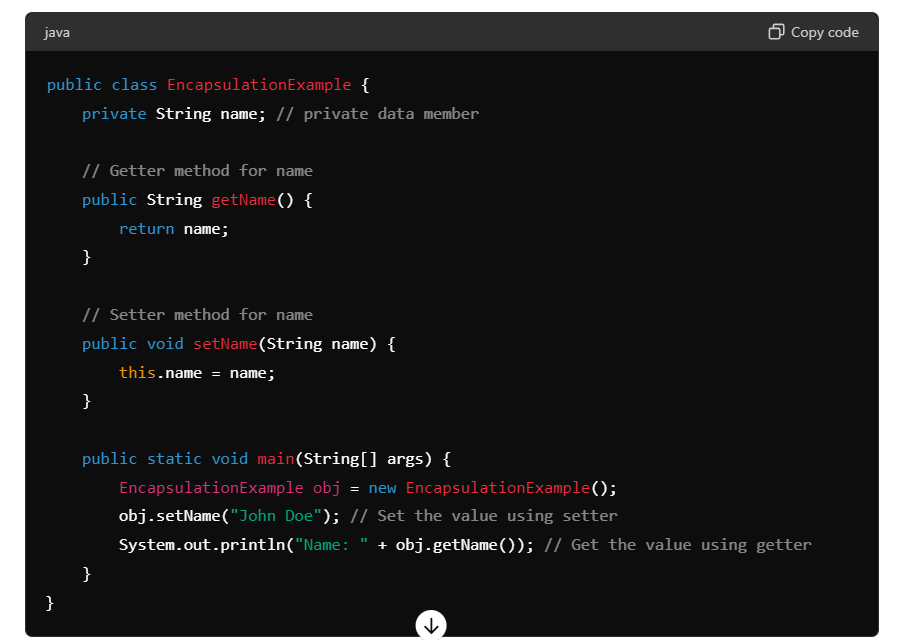 java
Copy code
public class EncapsulationExample {
private String name; // private data member
// Getter method for name
public String getName() {
return name;
}
// Setter method for name
public void setName(String name) {
this.name = name;
}
public static void main(String[] args) {
EncapsulationExample obj = new EncapsulationExample();
obj.setName("John Doe"); // Set the value using setter
System.out.println("Name: " + obj.getName()); // Get the value using getter
}
}